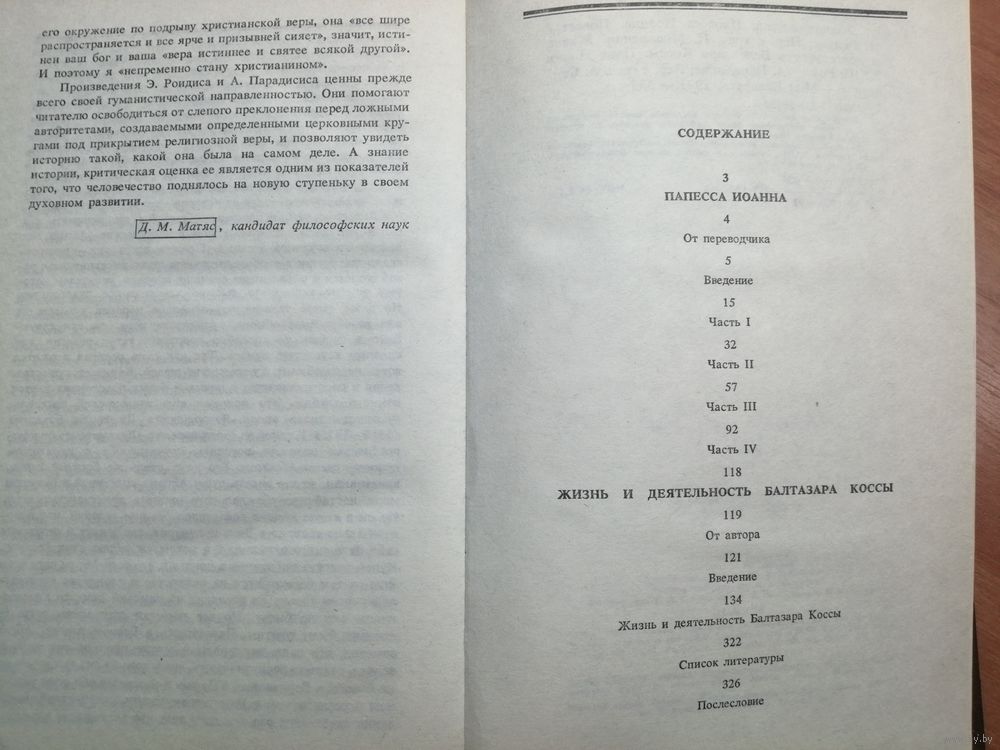 его окружение по подрыву христианской веры, она «все шире
распространяется и все ярче и призывней сияет», значит, исти-
нен ваш бог и ваша «вера истиннее и святее всякой другой».
И поэтому я «непременно стану христианином».
Произведения Э. Роидиса и А. Парадисиса ценны прежде
всего своей гуманистической направленностью. Они помогают
читателю освободиться от слепого преклонения перед ложными
авторитетами, создаваемыми определенными церковными кру-
гами под прикрытием религиозной веры, и позволяют увидеть
историю такой, какой она была на самом деле. А знание
истории, критическая оценка ее является одним из показателей
того, что человечество поднялось на новую ступеньку в своем
духовном развитии.
Д. М. Матяс, кандидат философских наук
СОДЕРЖАНИЕ
3
ПАПЕССА ИОАННА
4
От переводчика
5
Введение
15
Часть I
32
Часть II
57
Часть III
92
Часть IV
118
ЖИЗНЬ И ДЕЯТЕЛЬНОСТЬ БАЛТАЗАРА КОССЫ
119
От автора
121
Введение
134
Жизнь и деятельность Балтазара Коссы
322
Список литературы
326
Послесловие